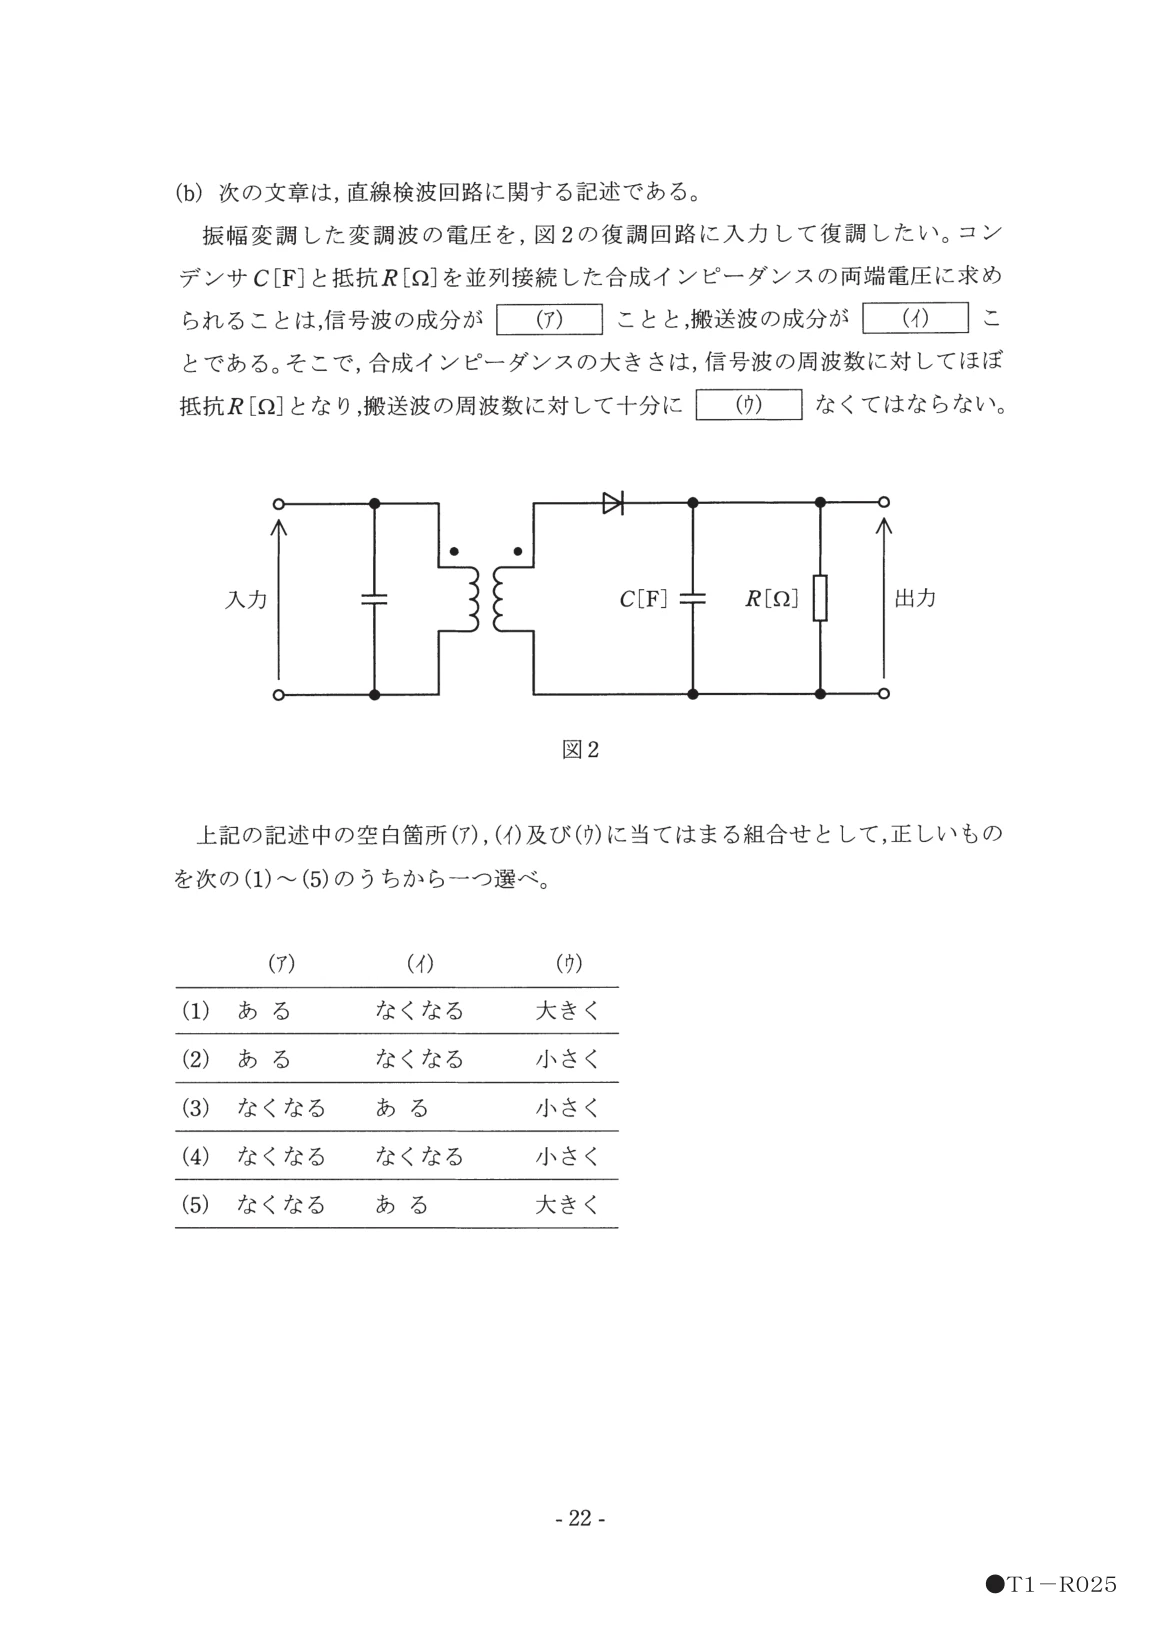 (b) 次の文章は,直線検波回路に関する記述である。
振幅変調した変調波の電圧を,図2の復調回路に入力して復調したい。コン
デンサC[F]と抵抗R[Ω]を並列接続した合成インピーダンスの両端電圧に求め
られることは,信号波の成分が (ア) ことと,搬送波の成分が (イ) こ
とである。そこで,合成インピーダンスの大きさは,信号波の周波数に対してほぼ
抵抗R[Ω]となり,搬送波の周波数に対して十分に (ウ) なくてはならない。
入力 C[F] R[Ω] 出力
図2
上記の記述中の空白箇所(ア),(イ)及び(ウ)に当てはまる組合せとして,正しいもの
を次の(1)~(5)のうちから一つ選べ。
(ア) (イ) (ウ)
(1) ある なくなる 大きく
(2) ある なくなる 小さく
(3) なくなる ある 小さく
(4) なくなる なくなる 小さく
(5) なくなる ある 大きく
- 22 -
●T1-R025